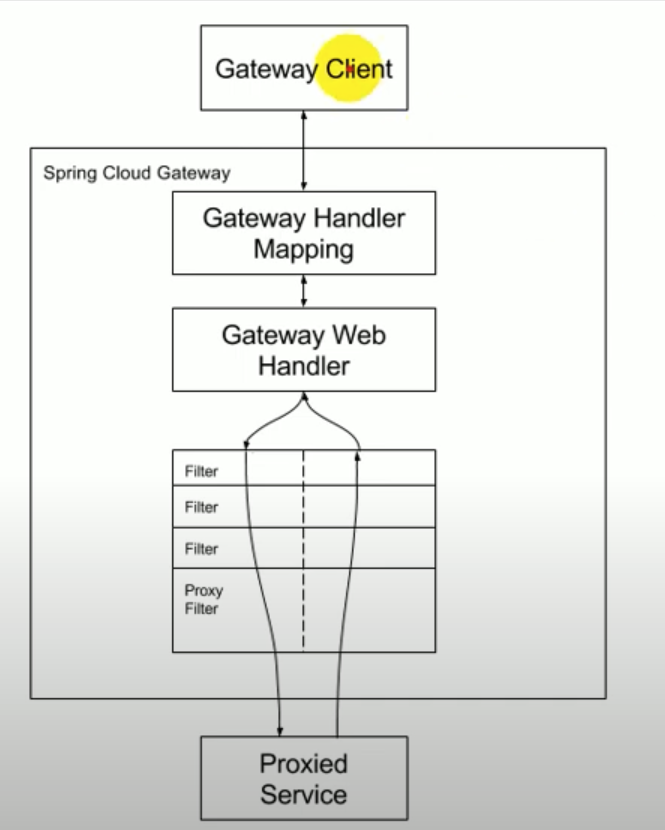 Gateway Client
Spring Cloud Gateway
Gateway Handler
Mapping
Gateway Web
Handler
Filter
Filter
Filter
Proxy
Filter
Proxied
Service